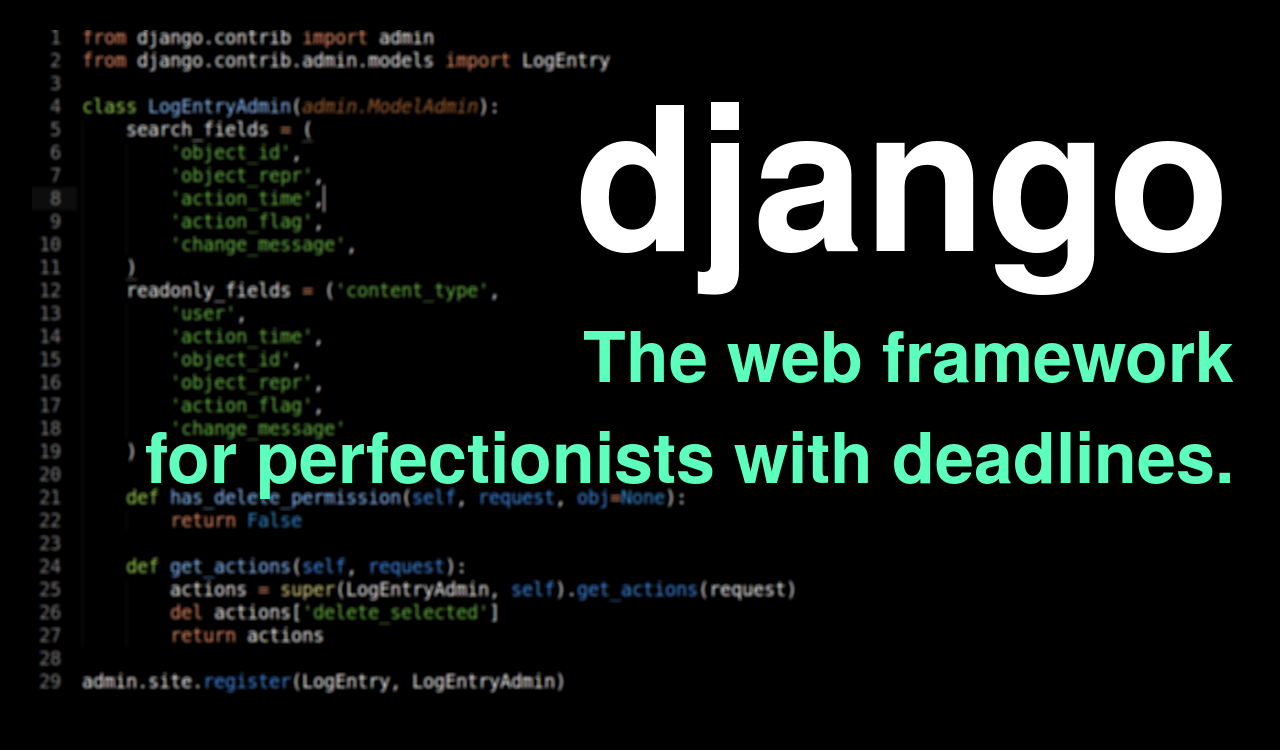 1 from django.contrib import admin
2 from django.contrib.admin.models import LogEntry
3
4 class LogEntryAdmin(admin.ModelAdmin):
5     search_fields = (
6         'object_id',
7         'object_repr',
8         'action_time',
9         'action_flag',
10         'change_message',
11     )
12     readonly_fields = ('content_type',
13         'user',
14         'action_time',
15         'object_id',
16         'object_repr',
17         'action_flag',
18         'change_message'
19     )
20
21     def has_delete_permission(self, request, obj=None):
22         return False
23
24     def get_actions(self, request):
25         actions = super(LogEntryAdmin, self).get_actions(request)
26         del actions['delete_selected']
27         return actions
28
29 admin.site.register(LogEntry, LogEntryAdmin)
django
The web framework
for perfectionists with deadlines.